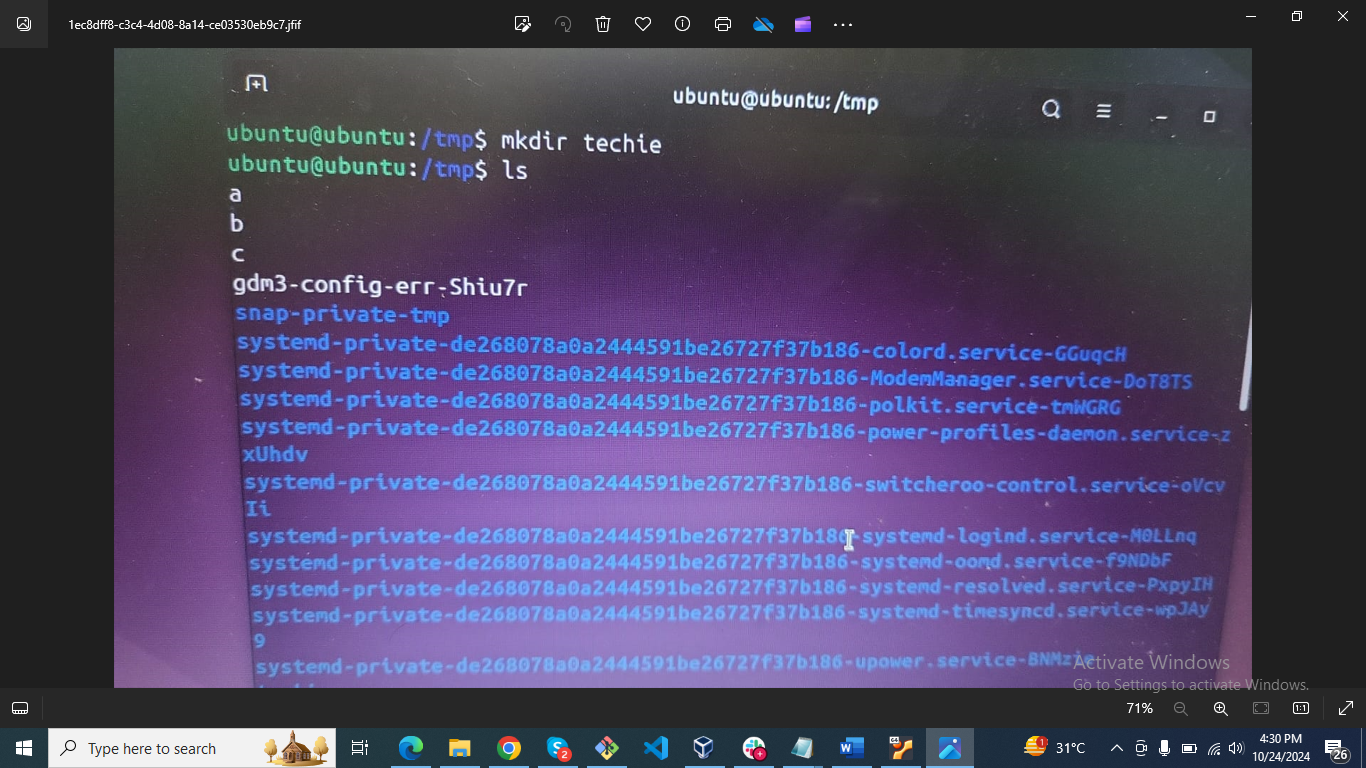 1ec8dff8-c3c4-4d08-8a14-ce03530eb9c7.jfif
ubuntu@ubuntu: /tmp
ubuntu@ubuntu:/tmp$ mkdir techie
ubuntu@ubuntu:/tmp$ ls
a
b
c
gdm3-config-err-Shiu7r
snap-private-tmp
systemd-private-de268078a0a2444591be26727f37b186-colord.service-GGuqcH
systemd-private-de268078a0a2444591be26727f37b186-ModemManager.service-DoT8TS
systemd-private-de268078a0a2444591be26727f37b186-polkit.service-tmWGRG
systemd-private-de268078a0a2444591be26727f37b186-power-profiles-daemon.service-z
xUhdv
systemd-private-de268078a0a2444591be26727f37b186-switcheroo-control.service-oVcv
Ii
systemd-private-de268078a0a2444591be26727f37b186-systemd-logind.service-M0LLnq
systemd-private-de268078a0a2444591be26727f37b186-systemd-oomd.service-f9NDbF
systemd-private-de268078a0a2444591be26727f37b186-systemd-resolved.service-PxpyIH
systemd-private-de268078a0a2444591be26727f37b186-systemd-timesyncd.service-wpJAy
9
Activate Windows
Go to Settings to activate Windows.
71%
1:1
Type here to search
2
1
31°C
4:30 PM
10/24/2024
26